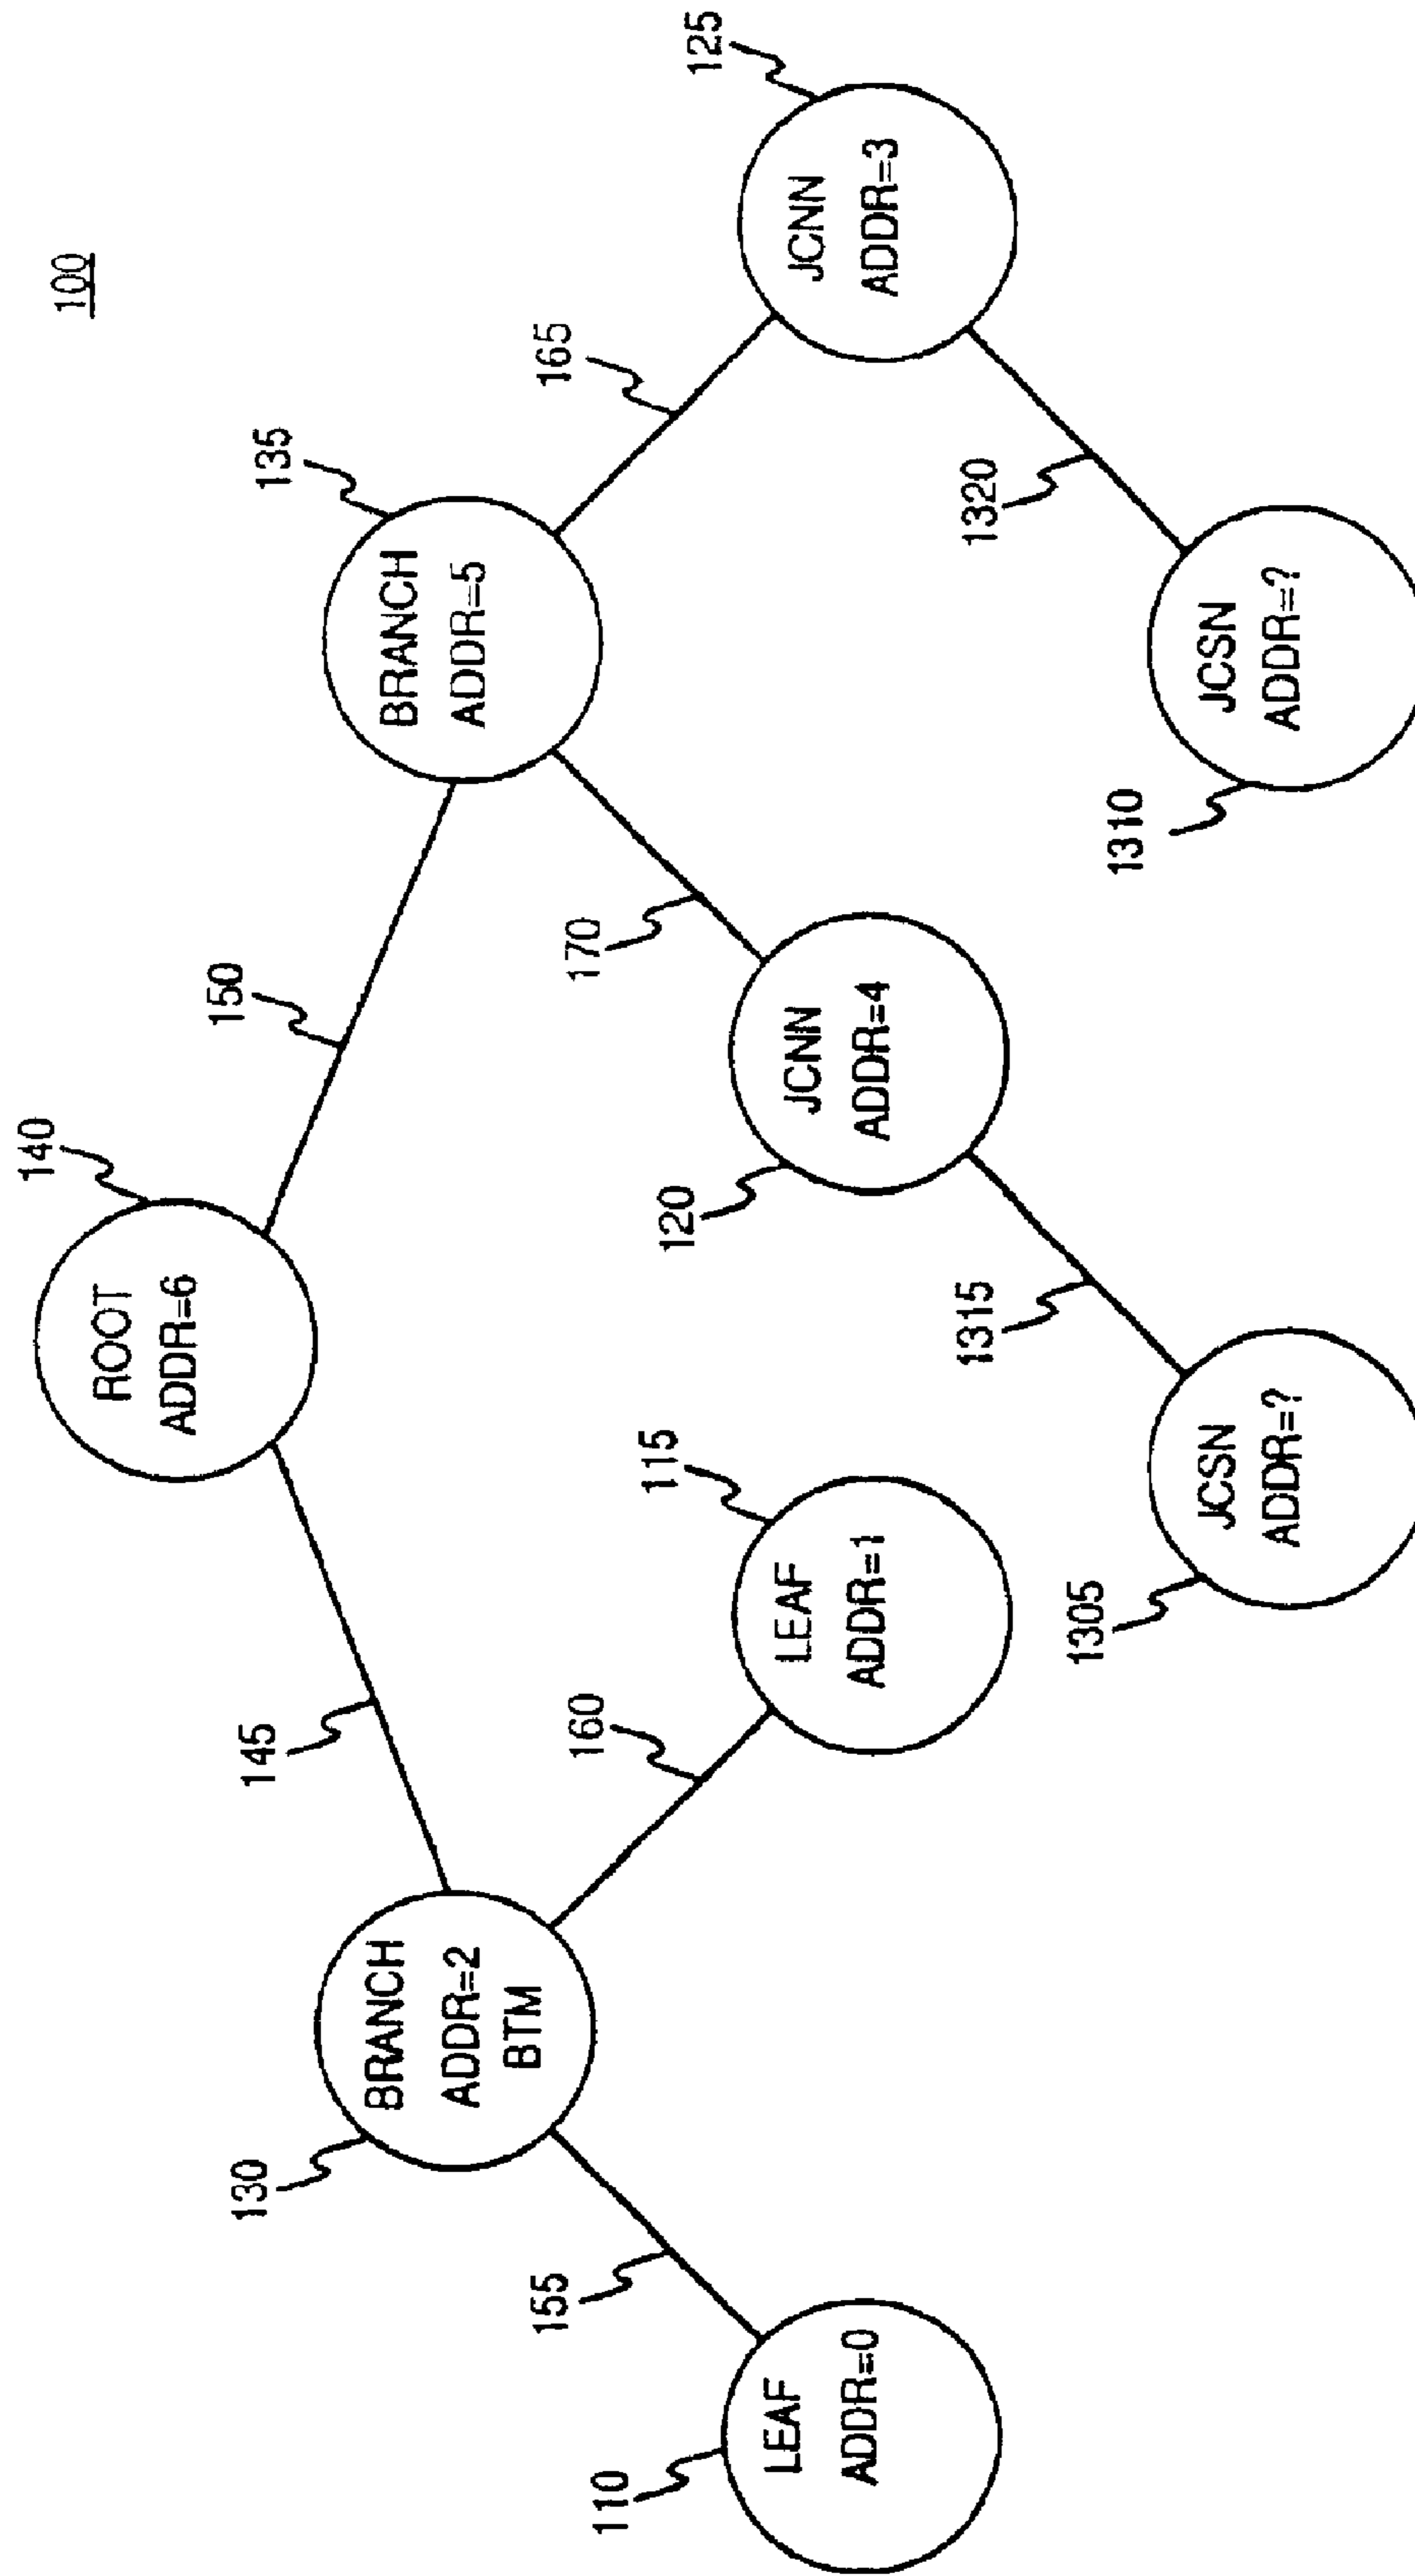 100
140
ROOT
ADDR=6
145
150
130
BRANCH
ADDR=2
BTM
135
BRANCH
ADDR=5
155
160
170
165
110
LEAF
ADDR=0
115
LEAF
ADDR=1
120
JCNN
ADDR=4
125
JCNN
ADDR=3
1315
1320
1305
JCSN
ADDR=?
1310
JCSN
ADDR=?